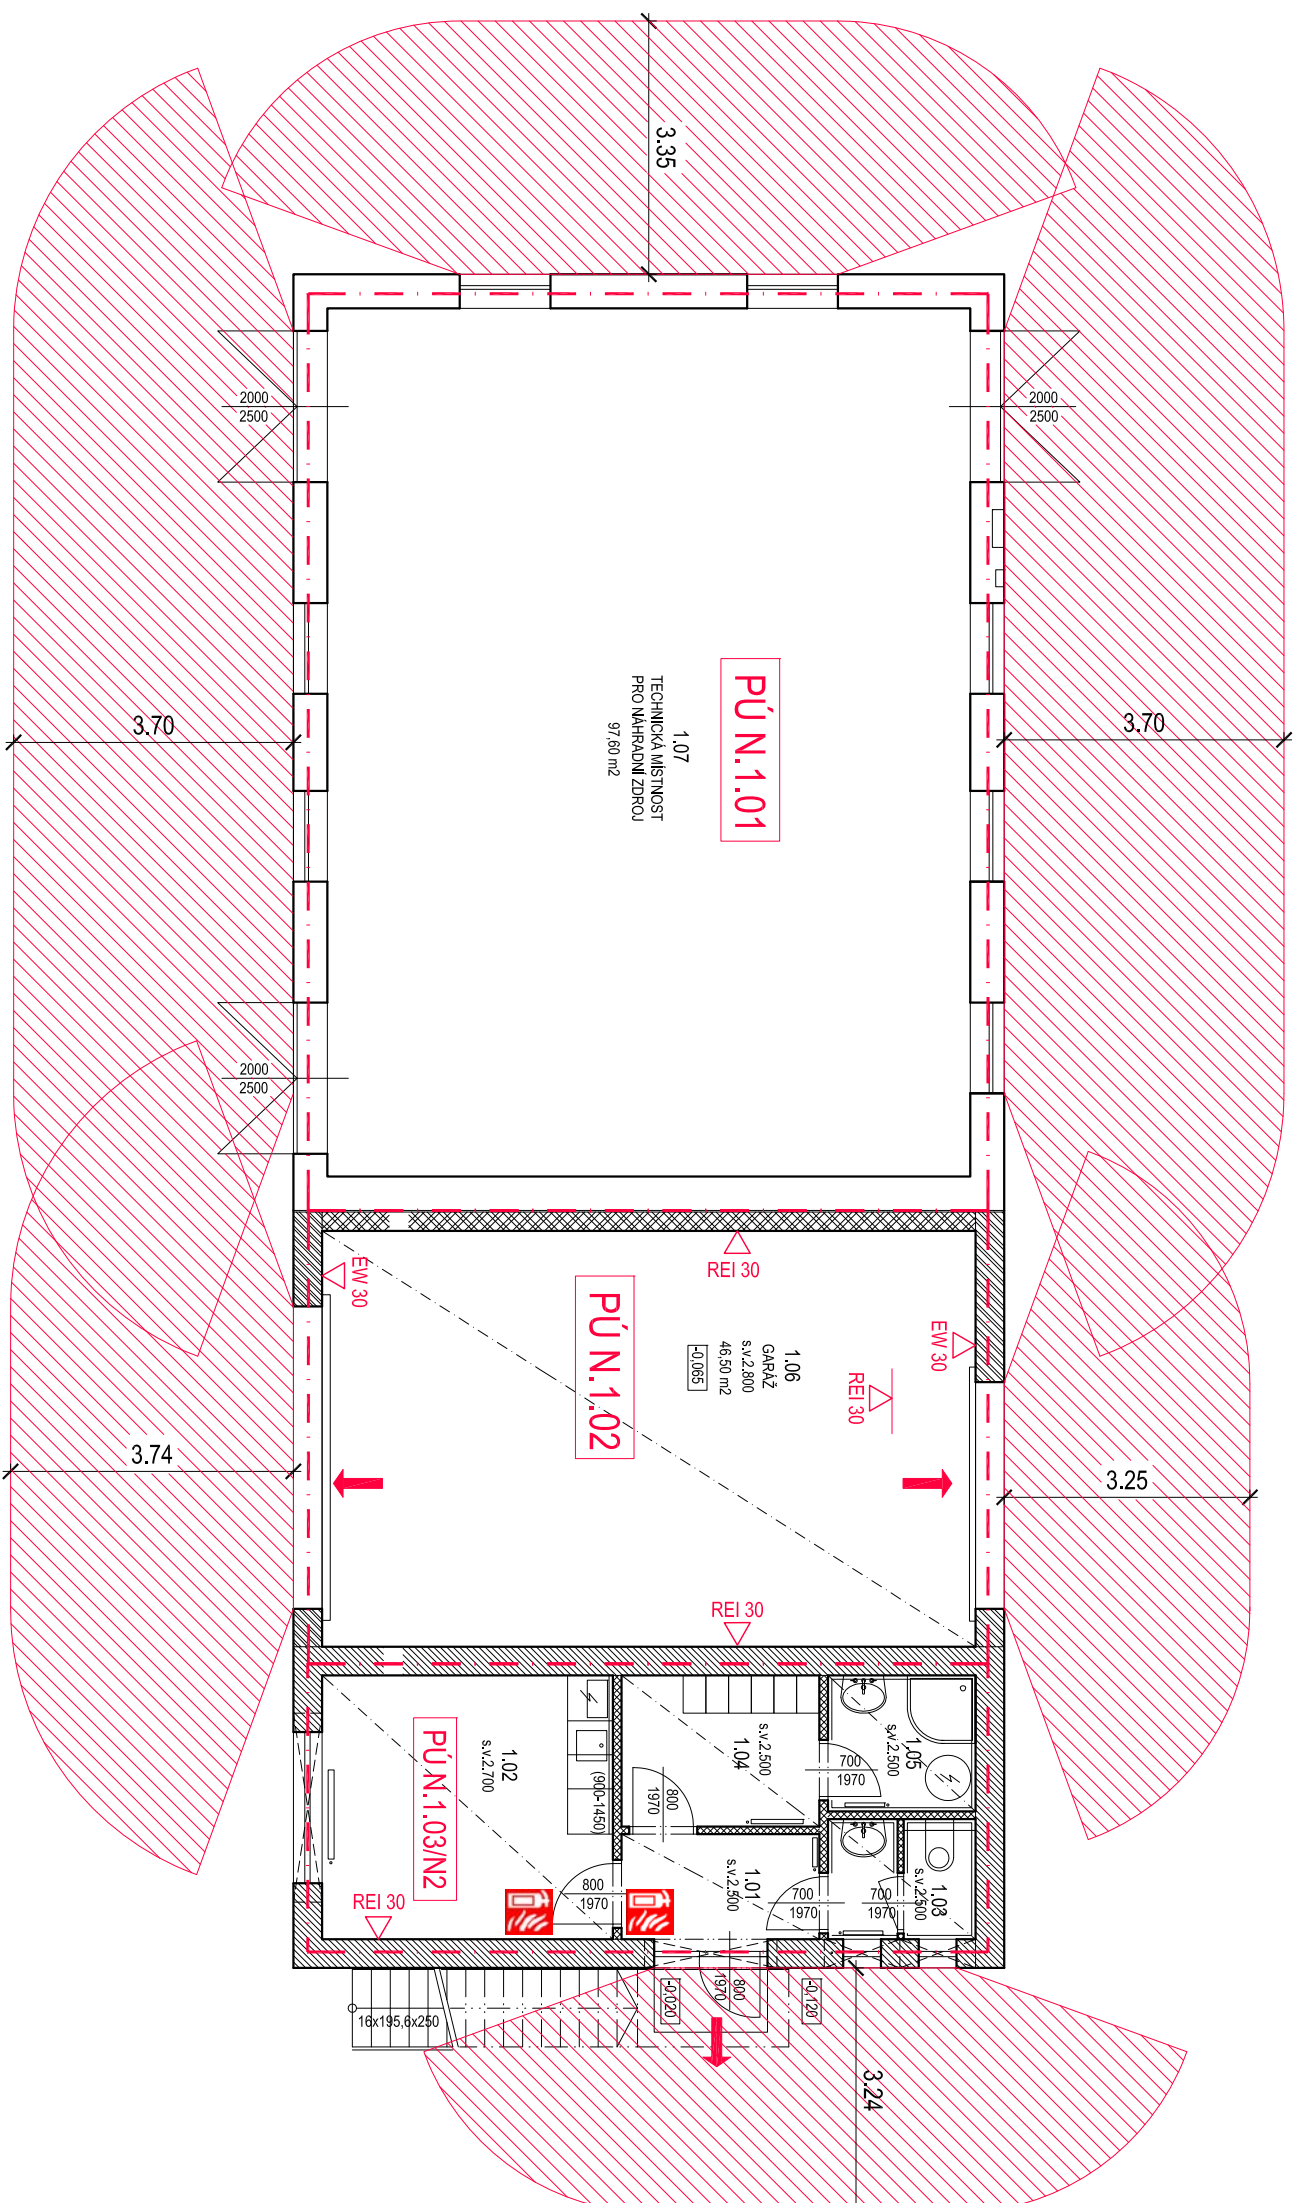 3.35
2000
2500
2000
2500
3.70
3.70
PÚ N.1.01
1.07
TECHNICKÁ MÍSTNOST
PRO NÁHRADNÍ ZDROJ
97,60 m2
2000
2500
REI 30
EW 30
EW 30
REI 30
PÚ N.1.02
1.06
GARÁŽ
s.v.2.800
46,50 m2
-0,065
3.74
3.25
REI 30
1.05
s.v.2.500
700
1970
s.v.2.500
1.04
800
1970
1.02
s.v.2.700
(900-1450)
PÚ.N.1.03/N2
1.01
s.v.2.500
800
1970
700
1970
700
1970
1.03
s.v.2.500
REI 30
800
1970
-0,020
-0,120
16x195,6x250
3.24